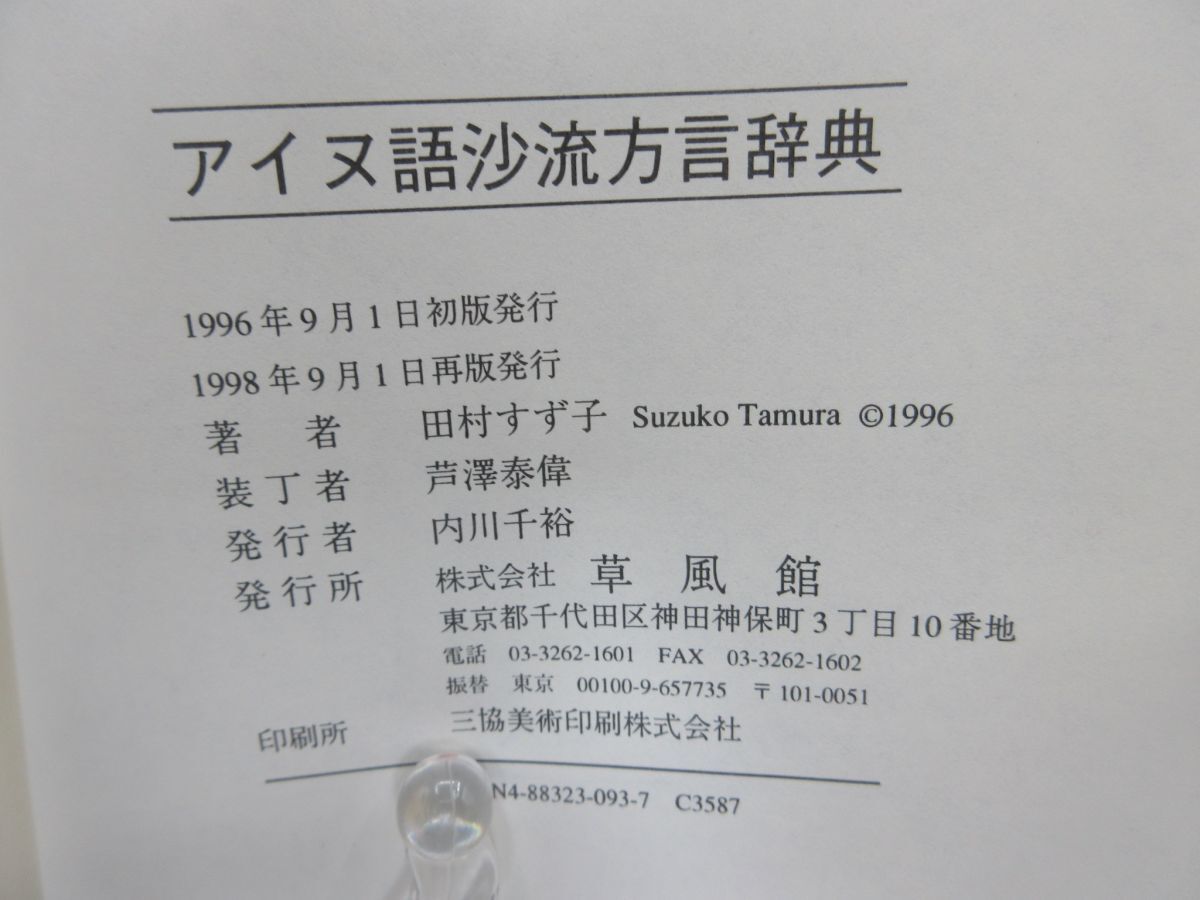 アイヌ語沙流方言辞典
1996年9月1日初版発行
1998年9月1日再版発行
著者 田村すず子 Suzuko Tamura ©1996
装丁者 芦澤泰偉
発行者 内川千裕
発行所 株式会社 草風館
東京都千代田区神田神保町3丁目10番地
電話 03-3262-1601 FAX 03-3262-1602
振替 東京 00100-9-657735 〒101-0051
印刷所 三協美術印刷株式会社
N4-88323-093-7 C3587